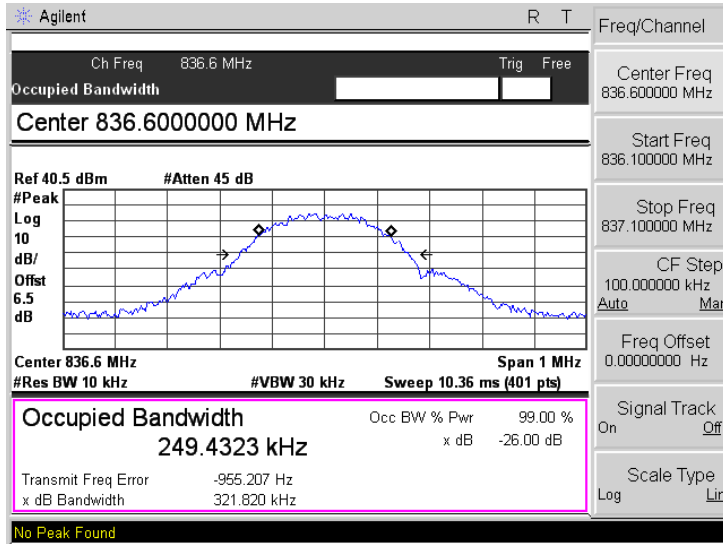 Agilent R T
Freq/Channel
Ch Freq 836.6 MHz Trig Free
Occupied Bandwidth
Center 836.6000000 MHz
Ref 40.5 dBm #Atten 45 dB
#Peak
Log
10
dB/
Offst
6.5
dB
Center 836.6 MHz Span 1 MHz
#Res BW 10 kHz #VBW 30 kHz Sweep 10.36 ms (401 pts)
Occupied Bandwidth Occ BW % Pwr 99.00 %
249.4323 kHz x dB -26.00 dB
Transmit Freq Error -955.207 Hz
x dB Bandwidth 321.820 kHz
No Peak Found
Center Freq
836.600000 MHz
Start Freq
836.100000 MHz
Stop Freq
837.100000 MHz
CF Step
100.000000 kHz
Auto Mar
Freq Offset
0.00000000 Hz
Signal Track
On Off
Scale Type
Log Lin